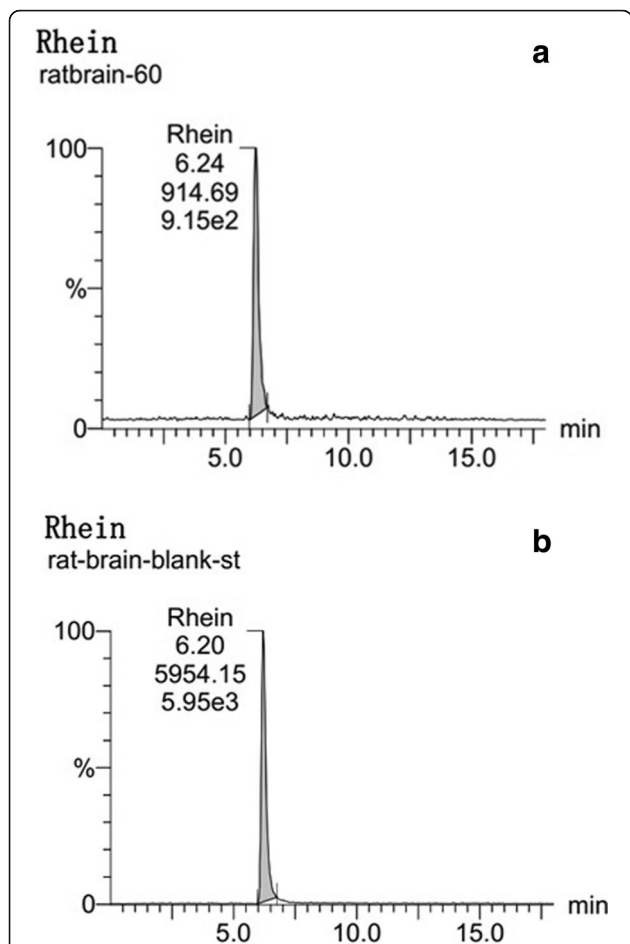 Rhein
ratbrain-60
a
Rhein
6.24
914.69
9.15e2
100
%
0
5.0 10.0 15.0 min
Rhein
rat-brain-blank-st
b
Rhein
6.20
5954.15
5.95e3
100
%
0
5.0 10.0 15.0 min